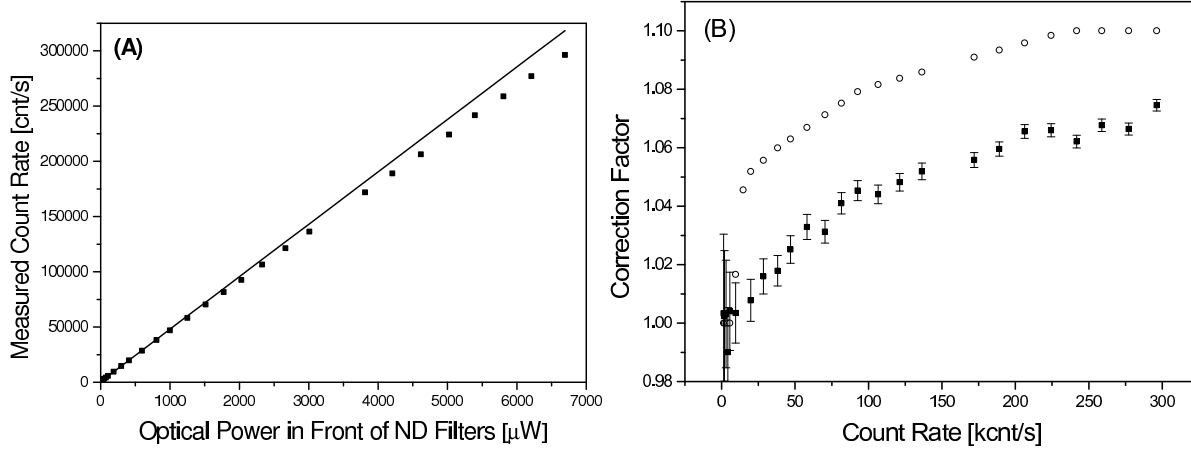 (A)
Measured Count Rate [cnt/s]
300000
250000
200000
150000
100000
50000
0
0 1000 2000 3000 4000 5000 6000 7000
Optical Power in Front of ND Filters [μW]
(B)
Correction Factor
1.10
1.08
1.06
1.04
1.02
1.00
0.98
0 50 100 150 200 250 300
Count Rate [kcnt/s]